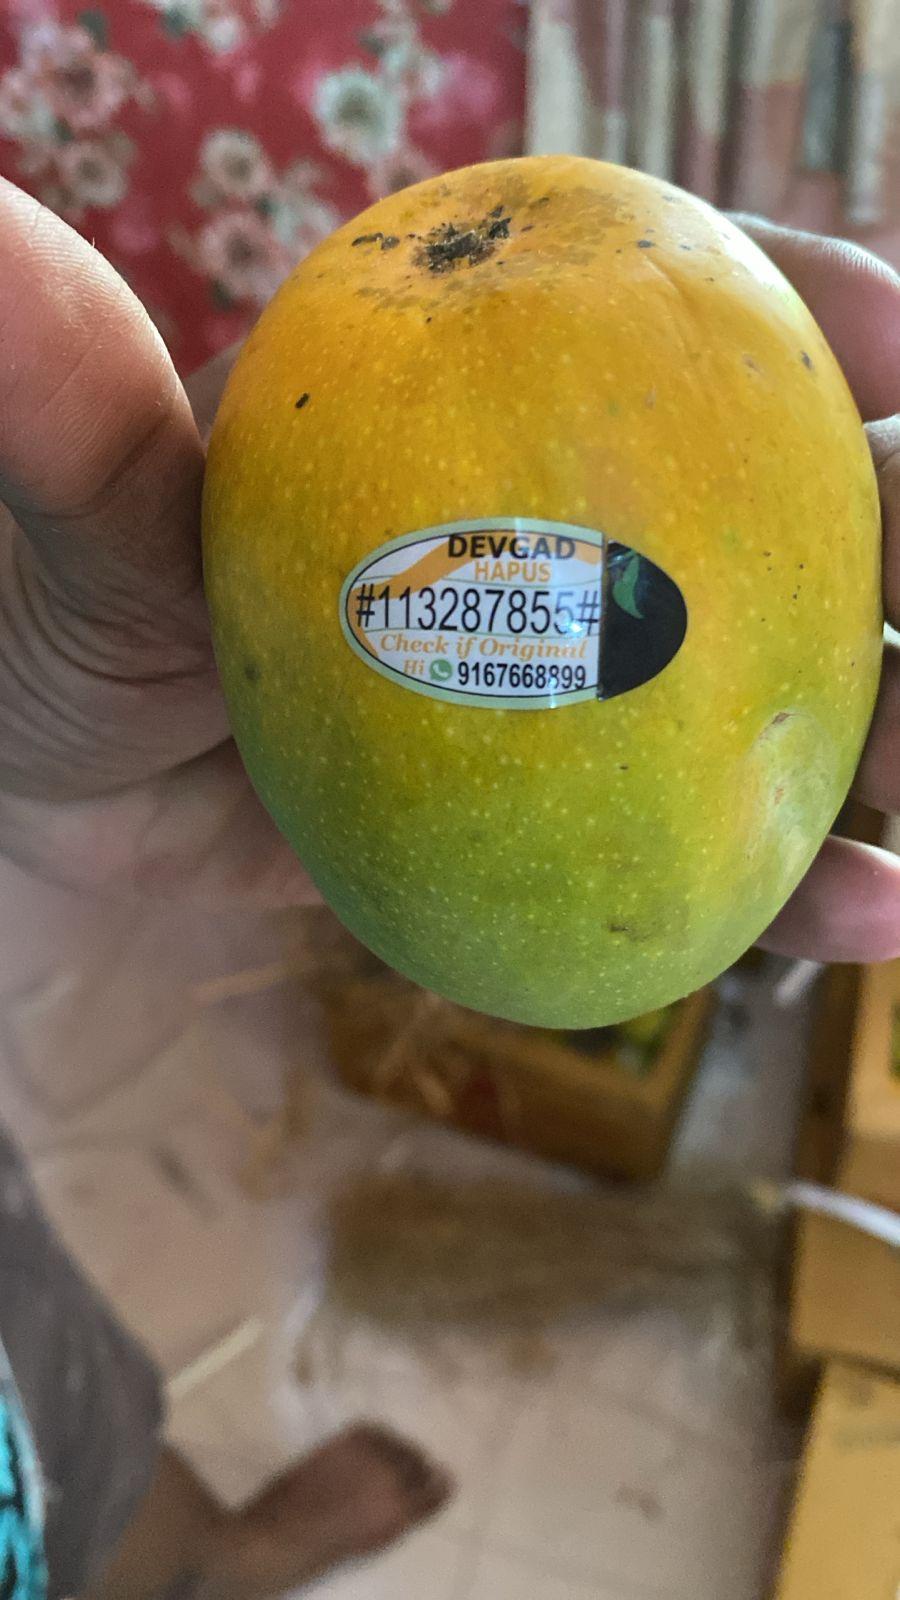 DEVGAD
HAPUS
#113287855#
Check if Original
Hi 9167668899